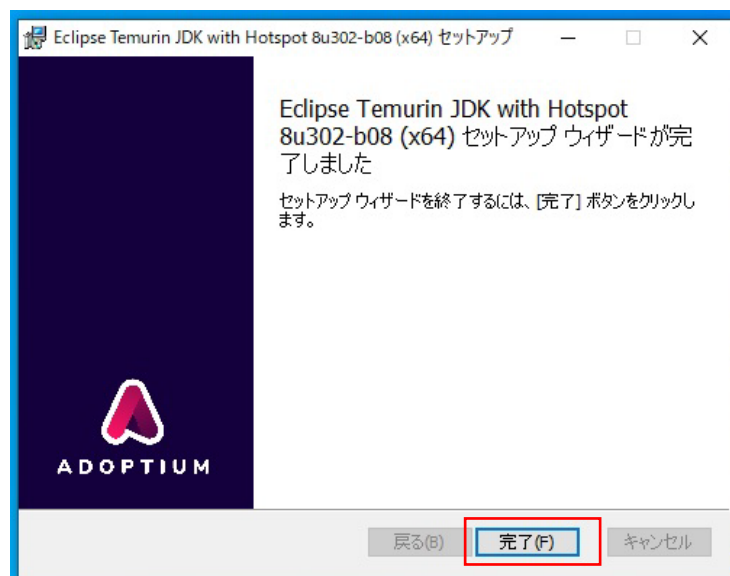 Eclipse Temurin JDK with Hotspot 8u302-b08 (x64) セットアップ
Eclipse Temurin JDK with Hotspot
8u302-b08 (x64) セットアップ ウィザードが完
了しました
セットアップ ウィザードを終了するには、[完了] ボタンをクリックし
ます。
ADOPTIUM
戻る(B)
完了(F)
キャンセル